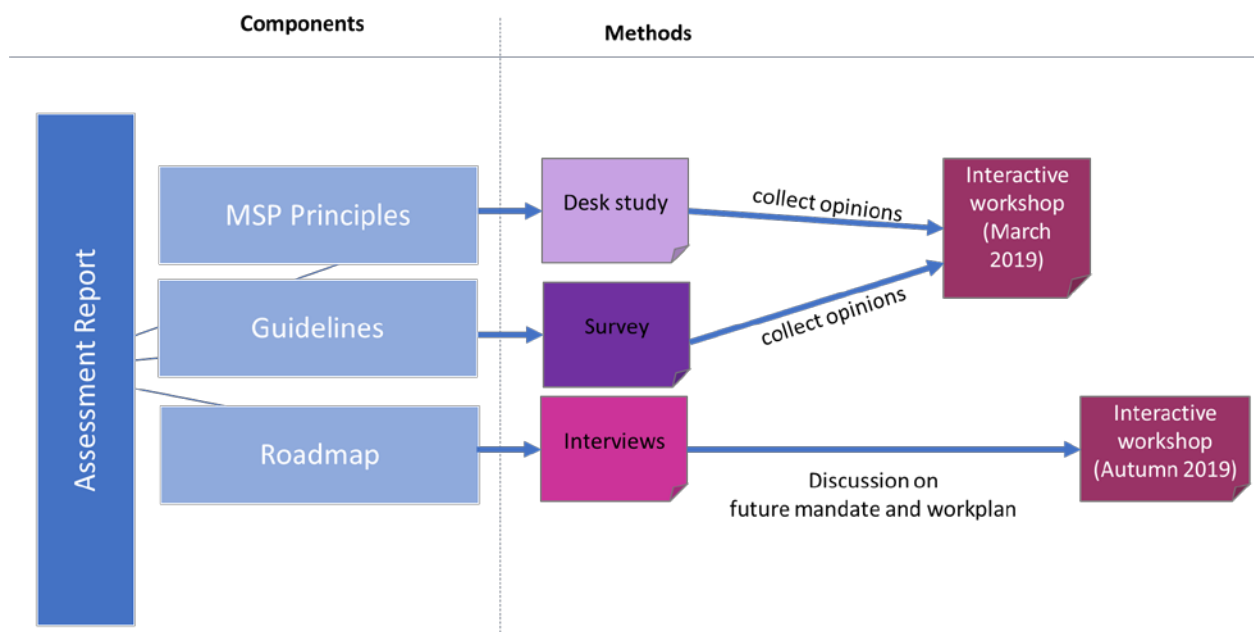 Components
Methods
Assessment Report
MSP Principles
Desk study
collect opinions
Interactive
workshop
(March
2019)
Guidelines
Survey
collect opinions
Roadmap
Interviews
Discussion on
future mandate and workplan
Interactive
workshop
(Autumn 2019)